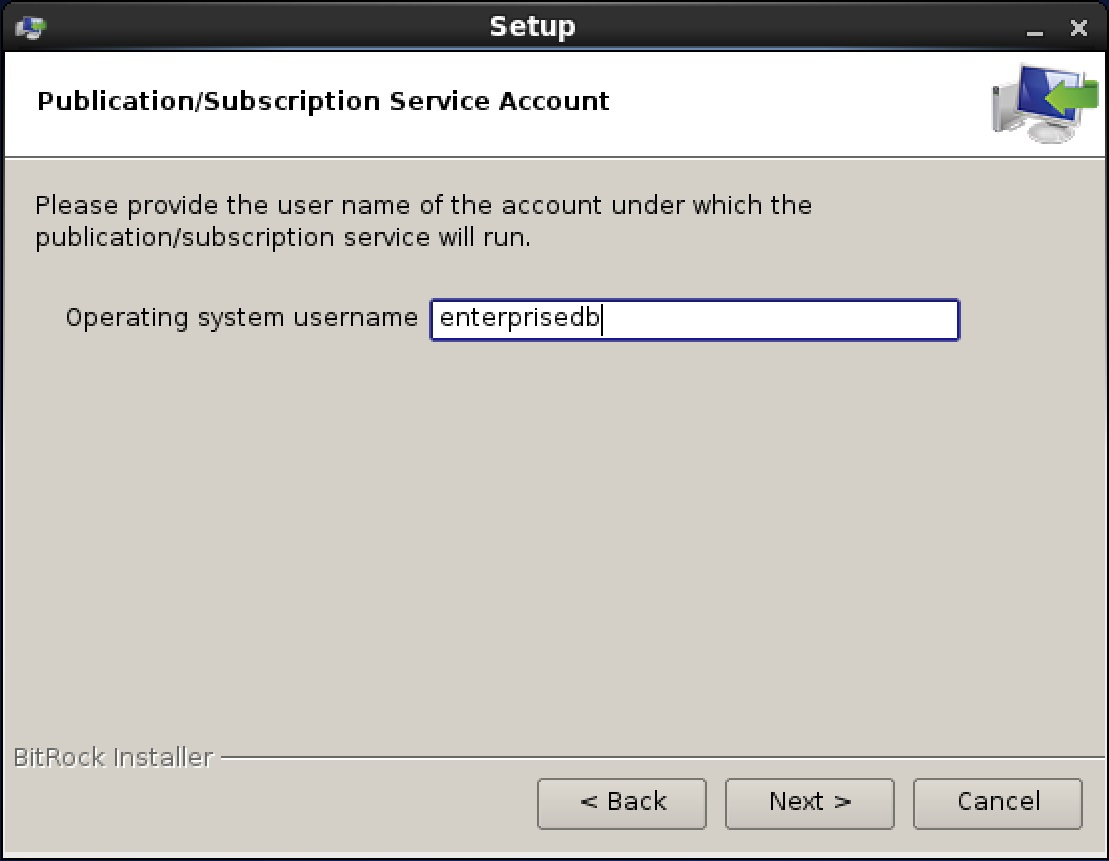 Setup
Publication/Subscription Service Account
Please provide the user name of the account under which the
publication/subscription service will run.
Operating system username enterprisedb
BitRock Installer
< Back Next > Cancel